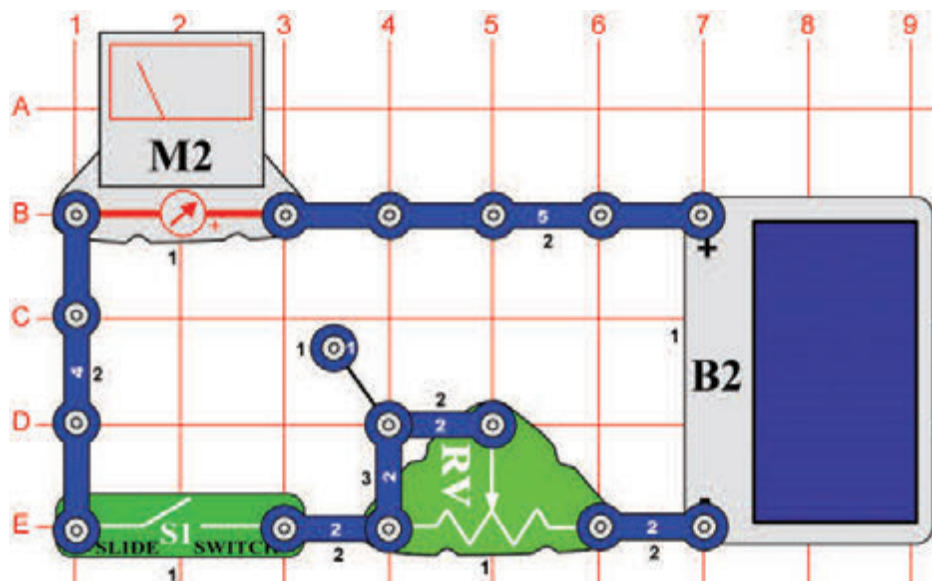 1 2 3 4 5 6 7 8 9
A
M2
B + 5
1 2 +
C
1 1 1
4 2 B2
2
D 2
RV
3 2
-
E S1 2 2
SLIDE SWITCH
1 2 1 2